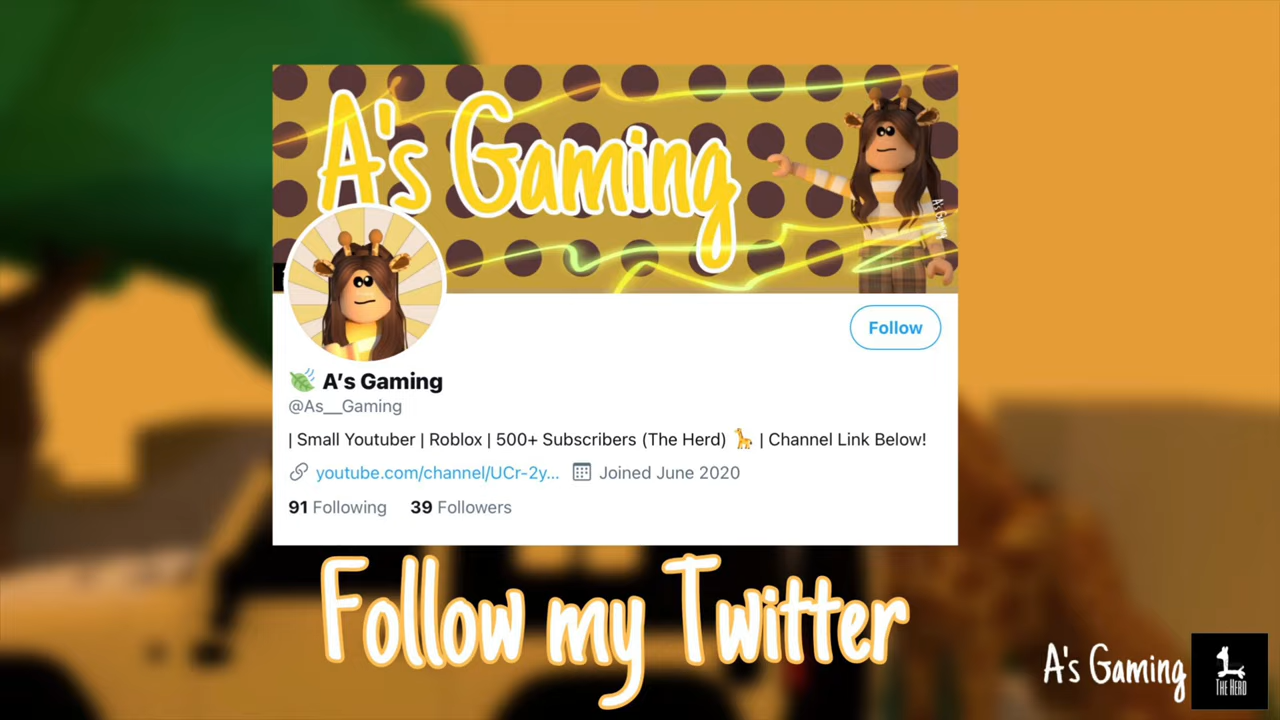 A's Gaming
A's Gaming
Follow
🍃 A’s Gaming
@As__Gaming
| Small Youtuber | Roblox | 500+ Subscribers (The Herd) 🦒 | Channel Link Below!
youtube.com/channel/UCr-2y... Joined June 2020
91 Following 39 Followers
Follow my Twitter
A's Gaming
THE HERD